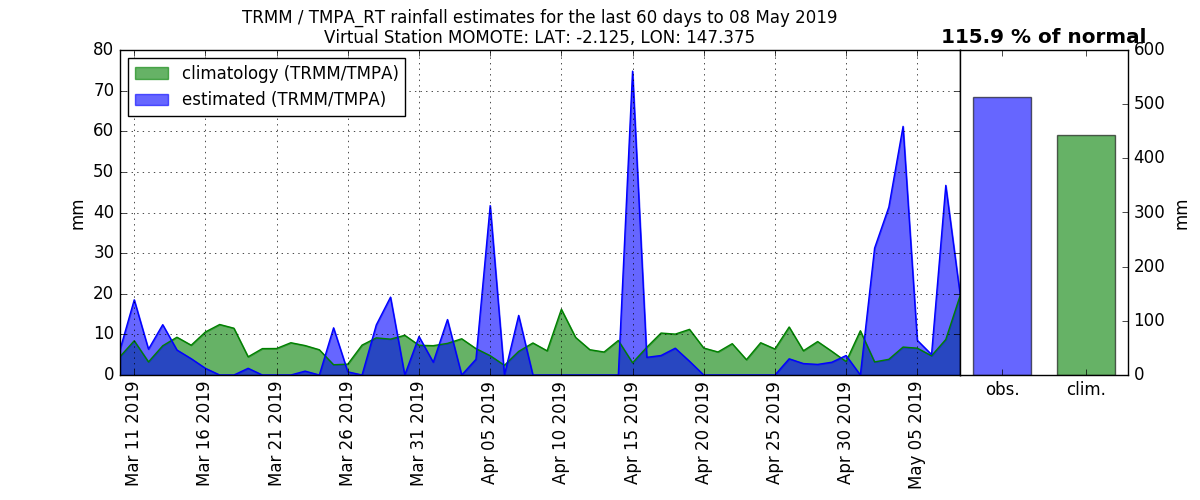 TRMM / TMPA_RT rainfall estimates for the last 60 days to 08 May 2019
Virtual Station MOMOTE: LAT: -2.125, LON: 147.375
115.9 % of normal
climatology (TRMM/TMPA)
estimated (TRMM/TMPA)
mm
80
70
60
50
40
30
20
10
0
Mar 11 2019
Mar 16 2019
Mar 21 2019
Mar 26 2019
Mar 31 2019
Apr 05 2019
Apr 10 2019
Apr 15 2019
Apr 20 2019
Apr 25 2019
Apr 30 2019
May 05 2019
obs.
clim.
600
500
400
300
200
100
0
mm